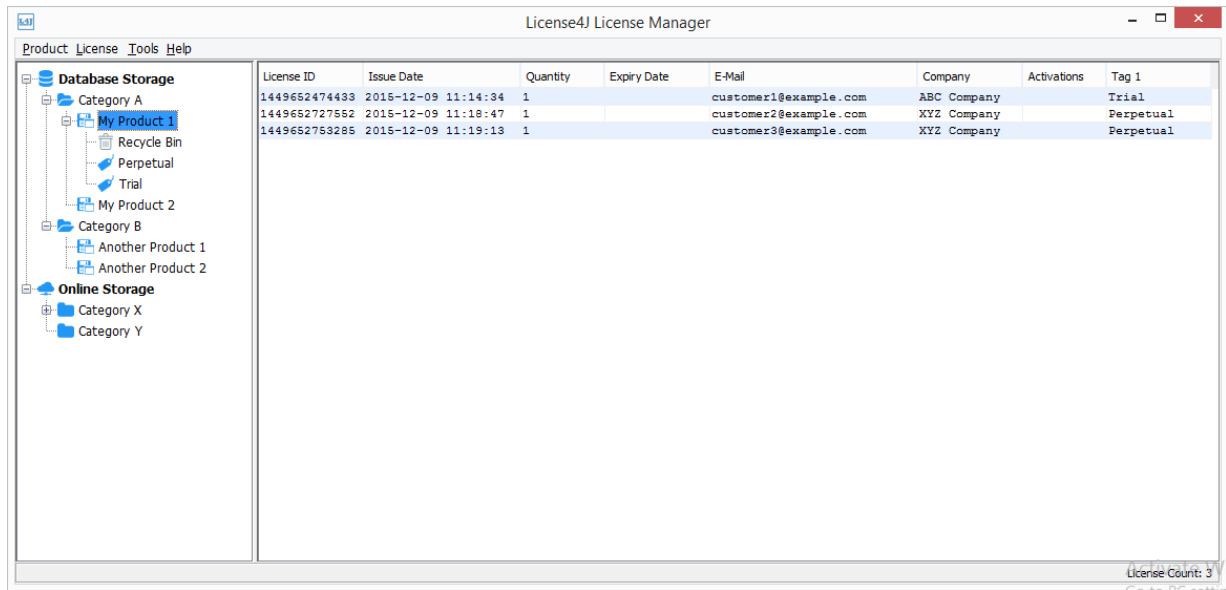 License4J License Manager
Product License Tools Help
Database Storage
Category A
My Product 1
Recycle Bin
Perpetual
Trial
My Product 2
Category B
Another Product 1
Another Product 2
Online Storage
Category X
Category Y
License ID Issue Date Quantity Expiry Date E-Mail Company Activations Tag 1
1449652474433 2015-12-09 11:14:34 1 customer1@example.com ABC Company Trial
1449652727552 2015-12-09 11:18:47 1 customer2@example.com XYZ Company Perpetual
1449652753285 2015-12-09 11:19:13 1 customer3@example.com XYZ Company Perpetual
Activate W
License Count: 3